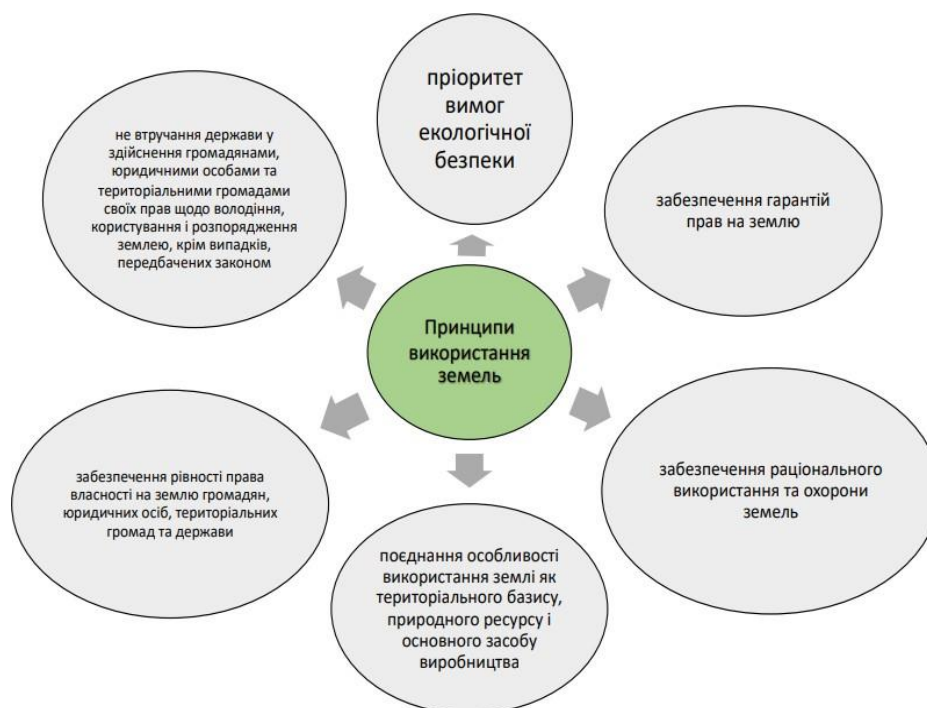 пріоритет
вимог
екологічної
безпеки
не втручання держави у
здійснення громадянами,
юридичними особами та
територіальними громадами
своїх прав щодо володіння,
користування і розпорядження
землею, крім випадків,
передбачених законом
забезпечення гарантій
прав на землю
Принципи
використання
земель
забезпечення рівності права
власності на землю громадян,
юридичних осіб, територіальних
громад та держави
забезпечення раціонального
використання та охорони
земель
поєднання особливості
використання землі як
територіального базису,
природного ресурсу і
основного засобу
виробництва